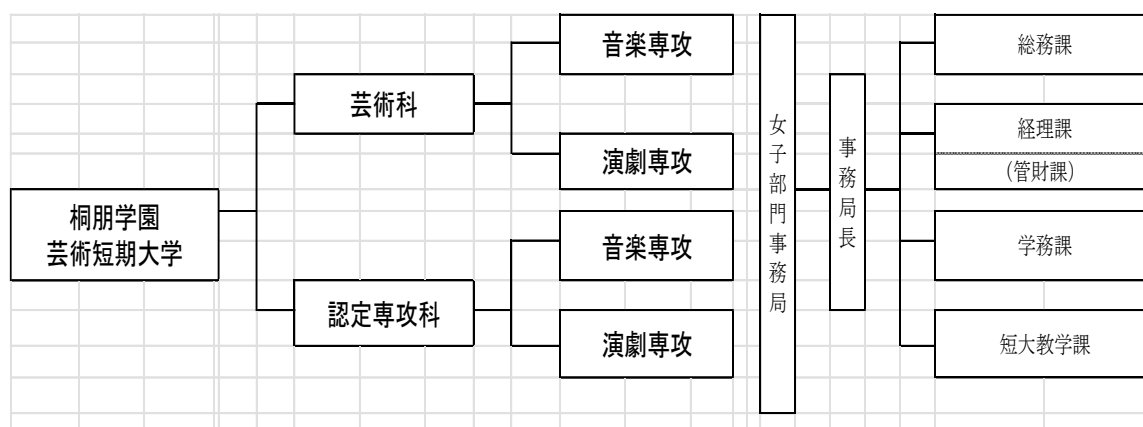 桐朋学園
芸術短期大学
芸術科
認定専攻科
音楽専攻
演劇専攻
音楽専攻
演劇専攻
女子部門事務局
事務局長
総務課
経理課
(管財課)
学務課
短大教学課